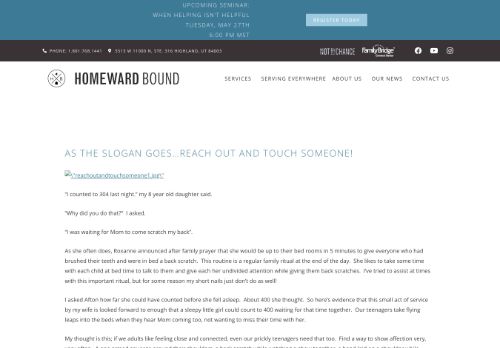 UPCOMING SEMINAR:
WHEN HELPING ISN'T HELPFUL
TUESDAY, MAY 27TH
6:00 PM MST
REGISTER TODAY
PHONE: 1.801.768.1441
5513 W 11000 N, STE. 316 HIGHLAND, UT 84003
NOT BY CHANCE
FamilyBridge
HOMEWARD BOUND
SERVICES SERVING EVERYWHERE ABOUT US OUR NEWS CONTACT US
AS THE SLOGAN GOES…REACH OUT AND TOUCH SOMEONE!
\"reachoutandtouchsomeone[.jpg\"
"I counted to 304 last night." my 8 year old daughter said.
"Why did you do that?" I asked.
"I was waiting for Mom to come scratch my back".
As she often does, Roxanne announced after family prayer that she would be up to their bed rooms in 5 minutes to give everyone who had
brushed their teeth and were in bed a back scratch. This routine is a regular family ritual at the end of the day. She likes to take some time
with each child at bed time to talk to them and give her undivided attention while giving them back scratches. I've tried to assist at times
with this important ritual, but for some reason my short nails just don't do as well!
I asked Afton how far she could have counted before she fell asleep. About 400 she thought. So here's evidence that this small act of service
by my wife is looked forward to enough that a sleepy little girl could count to 400 waiting for that time together. Our teenagers take flying
leaps into the beds when they hear Mom coming too, not wanting to miss their time with her.
My thought is this; if we adults like feeling close and connected, even our prickly teenagers need that too. Find a way to show affection very,